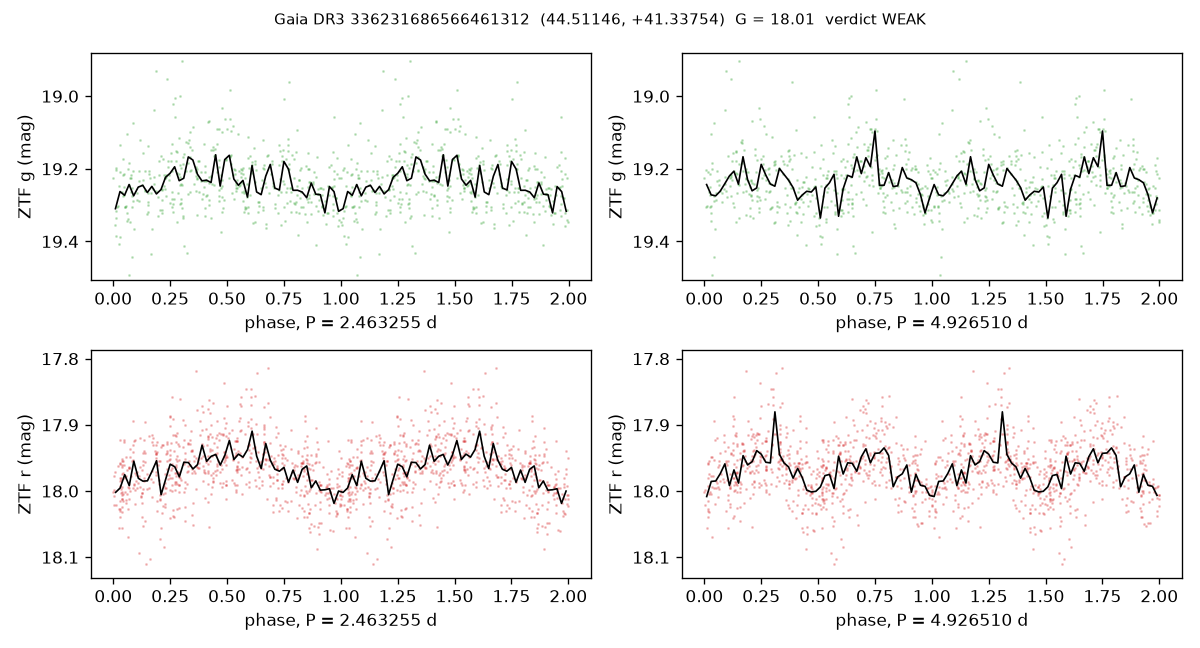 Gaia DR3 336231686566461312  (44.51146, +41.33754)  G = 18.01  verdict WEAK
ZTF g (mag)
19.0
19.2
19.4
0.00 0.25 0.50 0.75 1.00 1.25 1.50 1.75 2.00
phase, P = 2.463255 d
ZTF g (mag)
19.0
19.2
19.4
0.00 0.25 0.50 0.75 1.00 1.25 1.50 1.75 2.00
phase, P = 4.926510 d
ZTF r (mag)
17.8
17.9
18.0
18.1
0.00 0.25 0.50 0.75 1.00 1.25 1.50 1.75 2.00
phase, P = 2.463255 d
ZTF r (mag)
17.8
17.9
18.0
18.1
0.00 0.25 0.50 0.75 1.00 1.25 1.50 1.75 2.00
phase, P = 4.926510 d